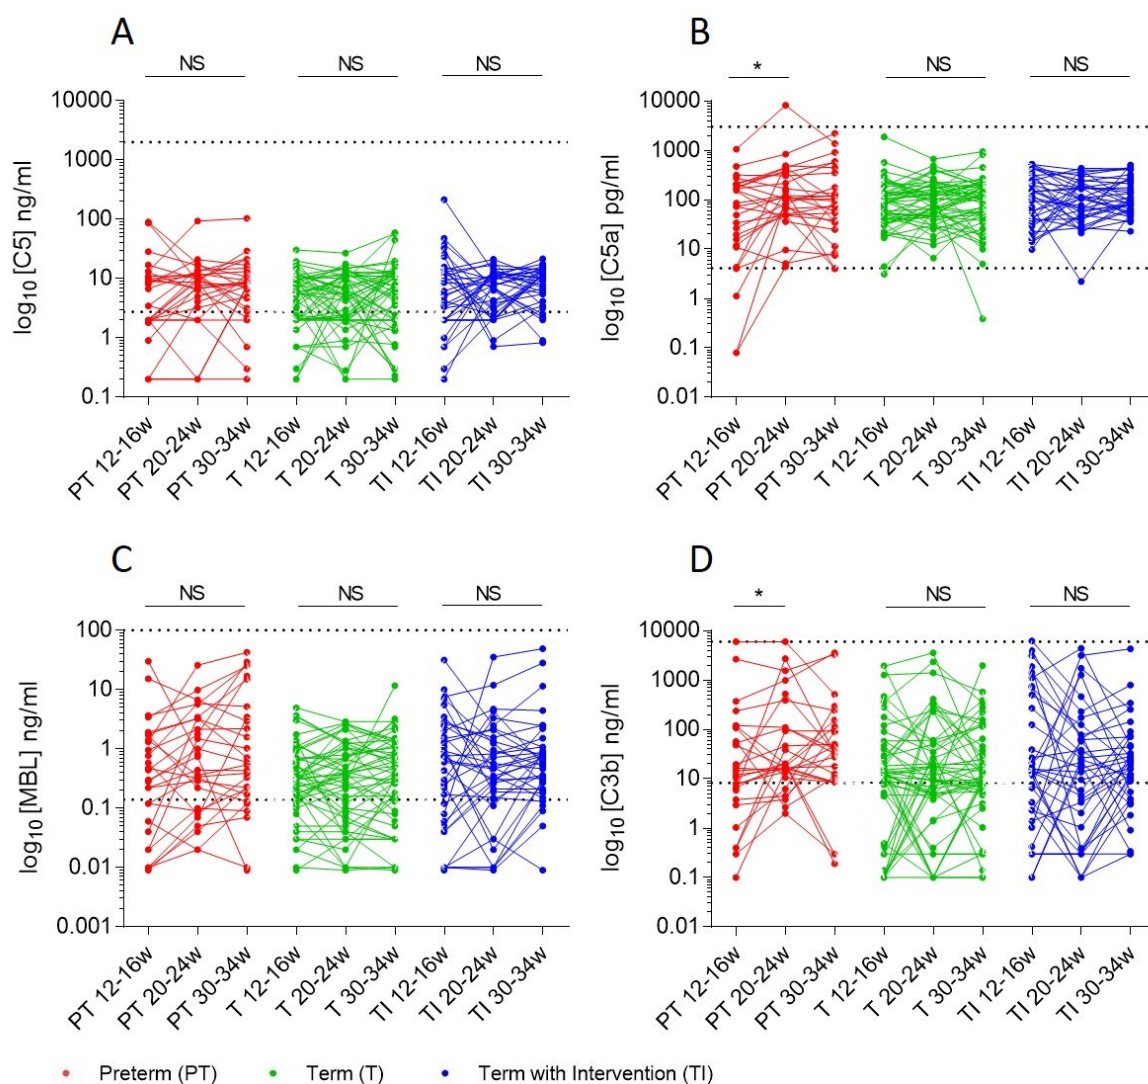 A
NS NS NS
10000
1000
100
10
1
0.1
log10 [C5] ng/ml
PT 12-16w
PT 20-24w
PT 30-34w
T 12-16w
T 20-24w
T 30-34w
TI 12-16w
TI 20-24w
TI 30-34w
B
* NS NS
10000
1000
100
10
1
0.1
0.01
log10 [C5a] pg/ml
PT 12-16w
PT 20-24w
PT 30-34w
T 12-16w
T 20-24w
T 30-34w
TI 12-16w
TI 20-24w
TI 30-34w
C
NS NS NS
100
10
1
0.1
0.01
0.001
log10 [MBL] ng/ml
PT 12-16w
PT 20-24w
PT 30-34w
T 12-16w
T 20-24w
T 30-34w
TI 12-16w
TI 20-24w
TI 30-34w
D
* NS NS
10000
1000
100
10
1
0.1
0.01
log10 [C3b] ng/ml
PT 12-16w
PT 20-24w
PT 30-34w
T 12-16w
T 20-24w
T 30-34w
TI 12-16w
TI 20-24w
TI 30-34w
Preterm (PT) Term (T) Term with Intervention (TI)